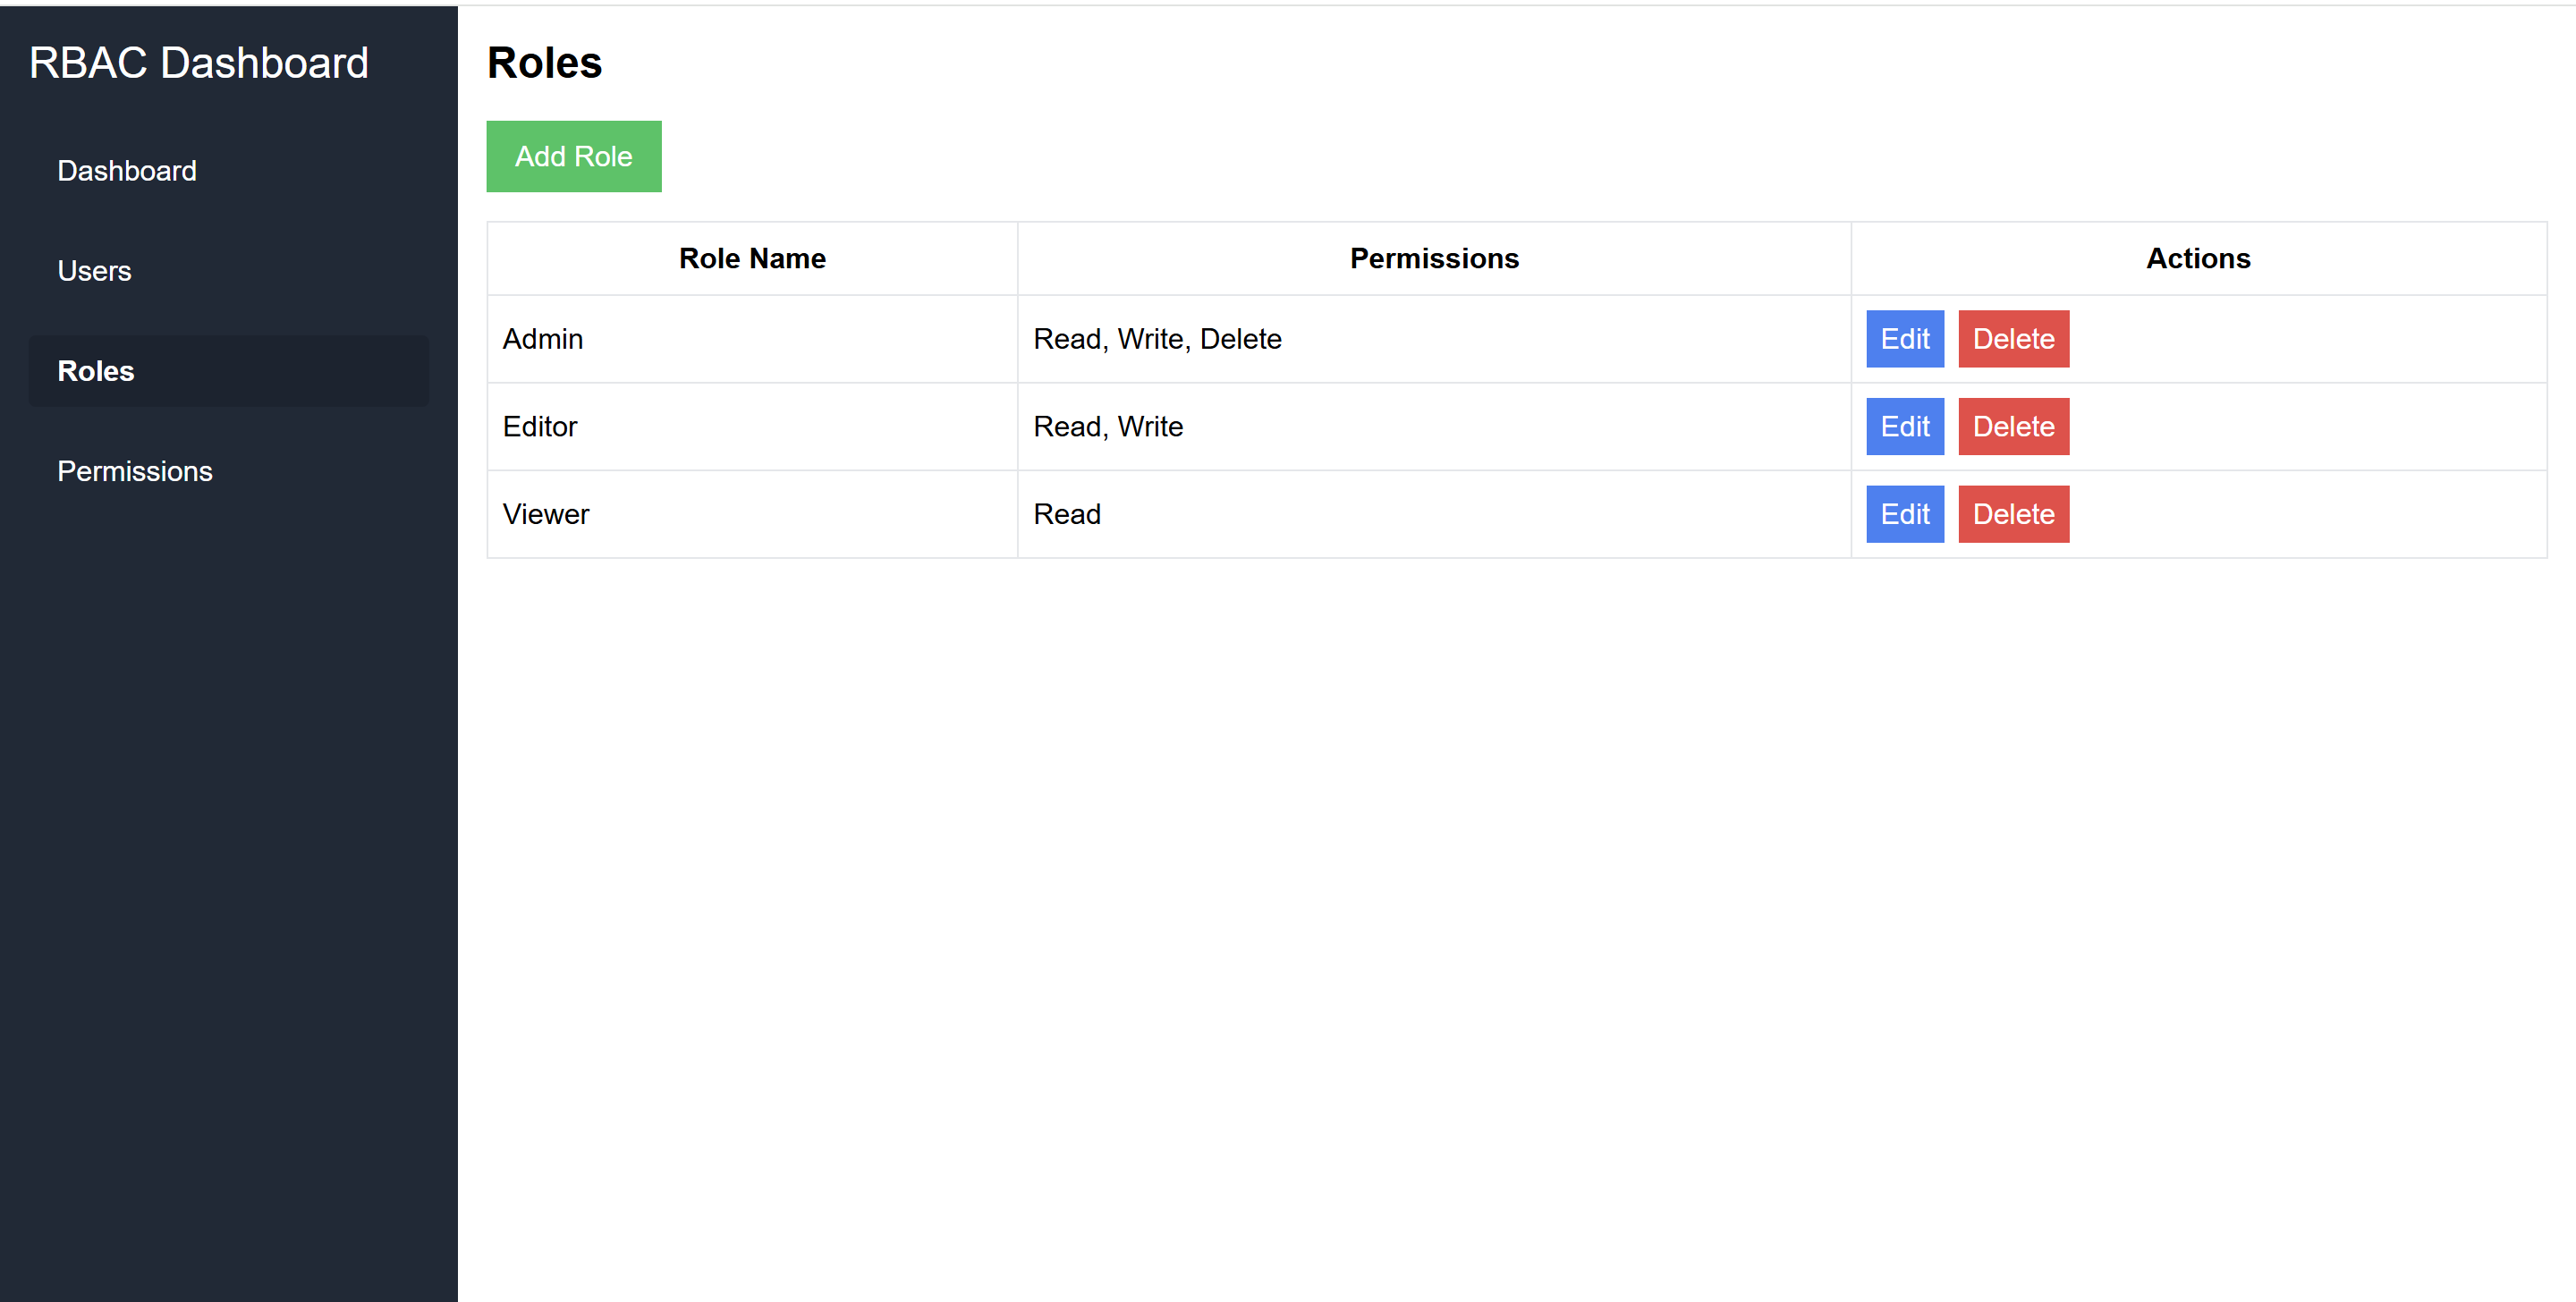 RBAC Dashboard
Dashboard
Users
Roles
Permissions
Roles
Add Role
Role Name Permissions Actions
Admin Read, Write, Delete Edit Delete
Editor Read, Write Edit Delete
Viewer Read Edit Delete